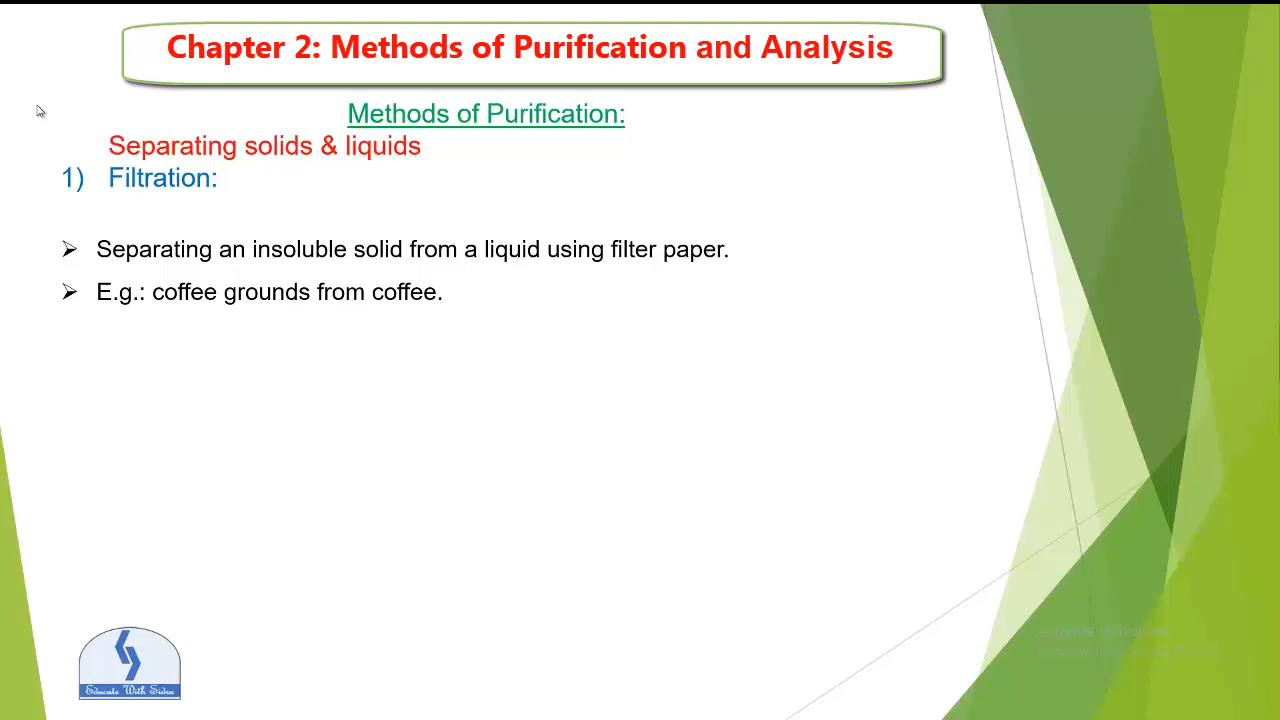 Chapter 2: Methods of Purification and Analysis
Methods of Purification:
Separating solids & liquids
1) Filtration:
➢ Separating an insoluble solid from a liquid using filter paper.
➢ E.g.: coffee grounds from coffee.
Educate With Sidra